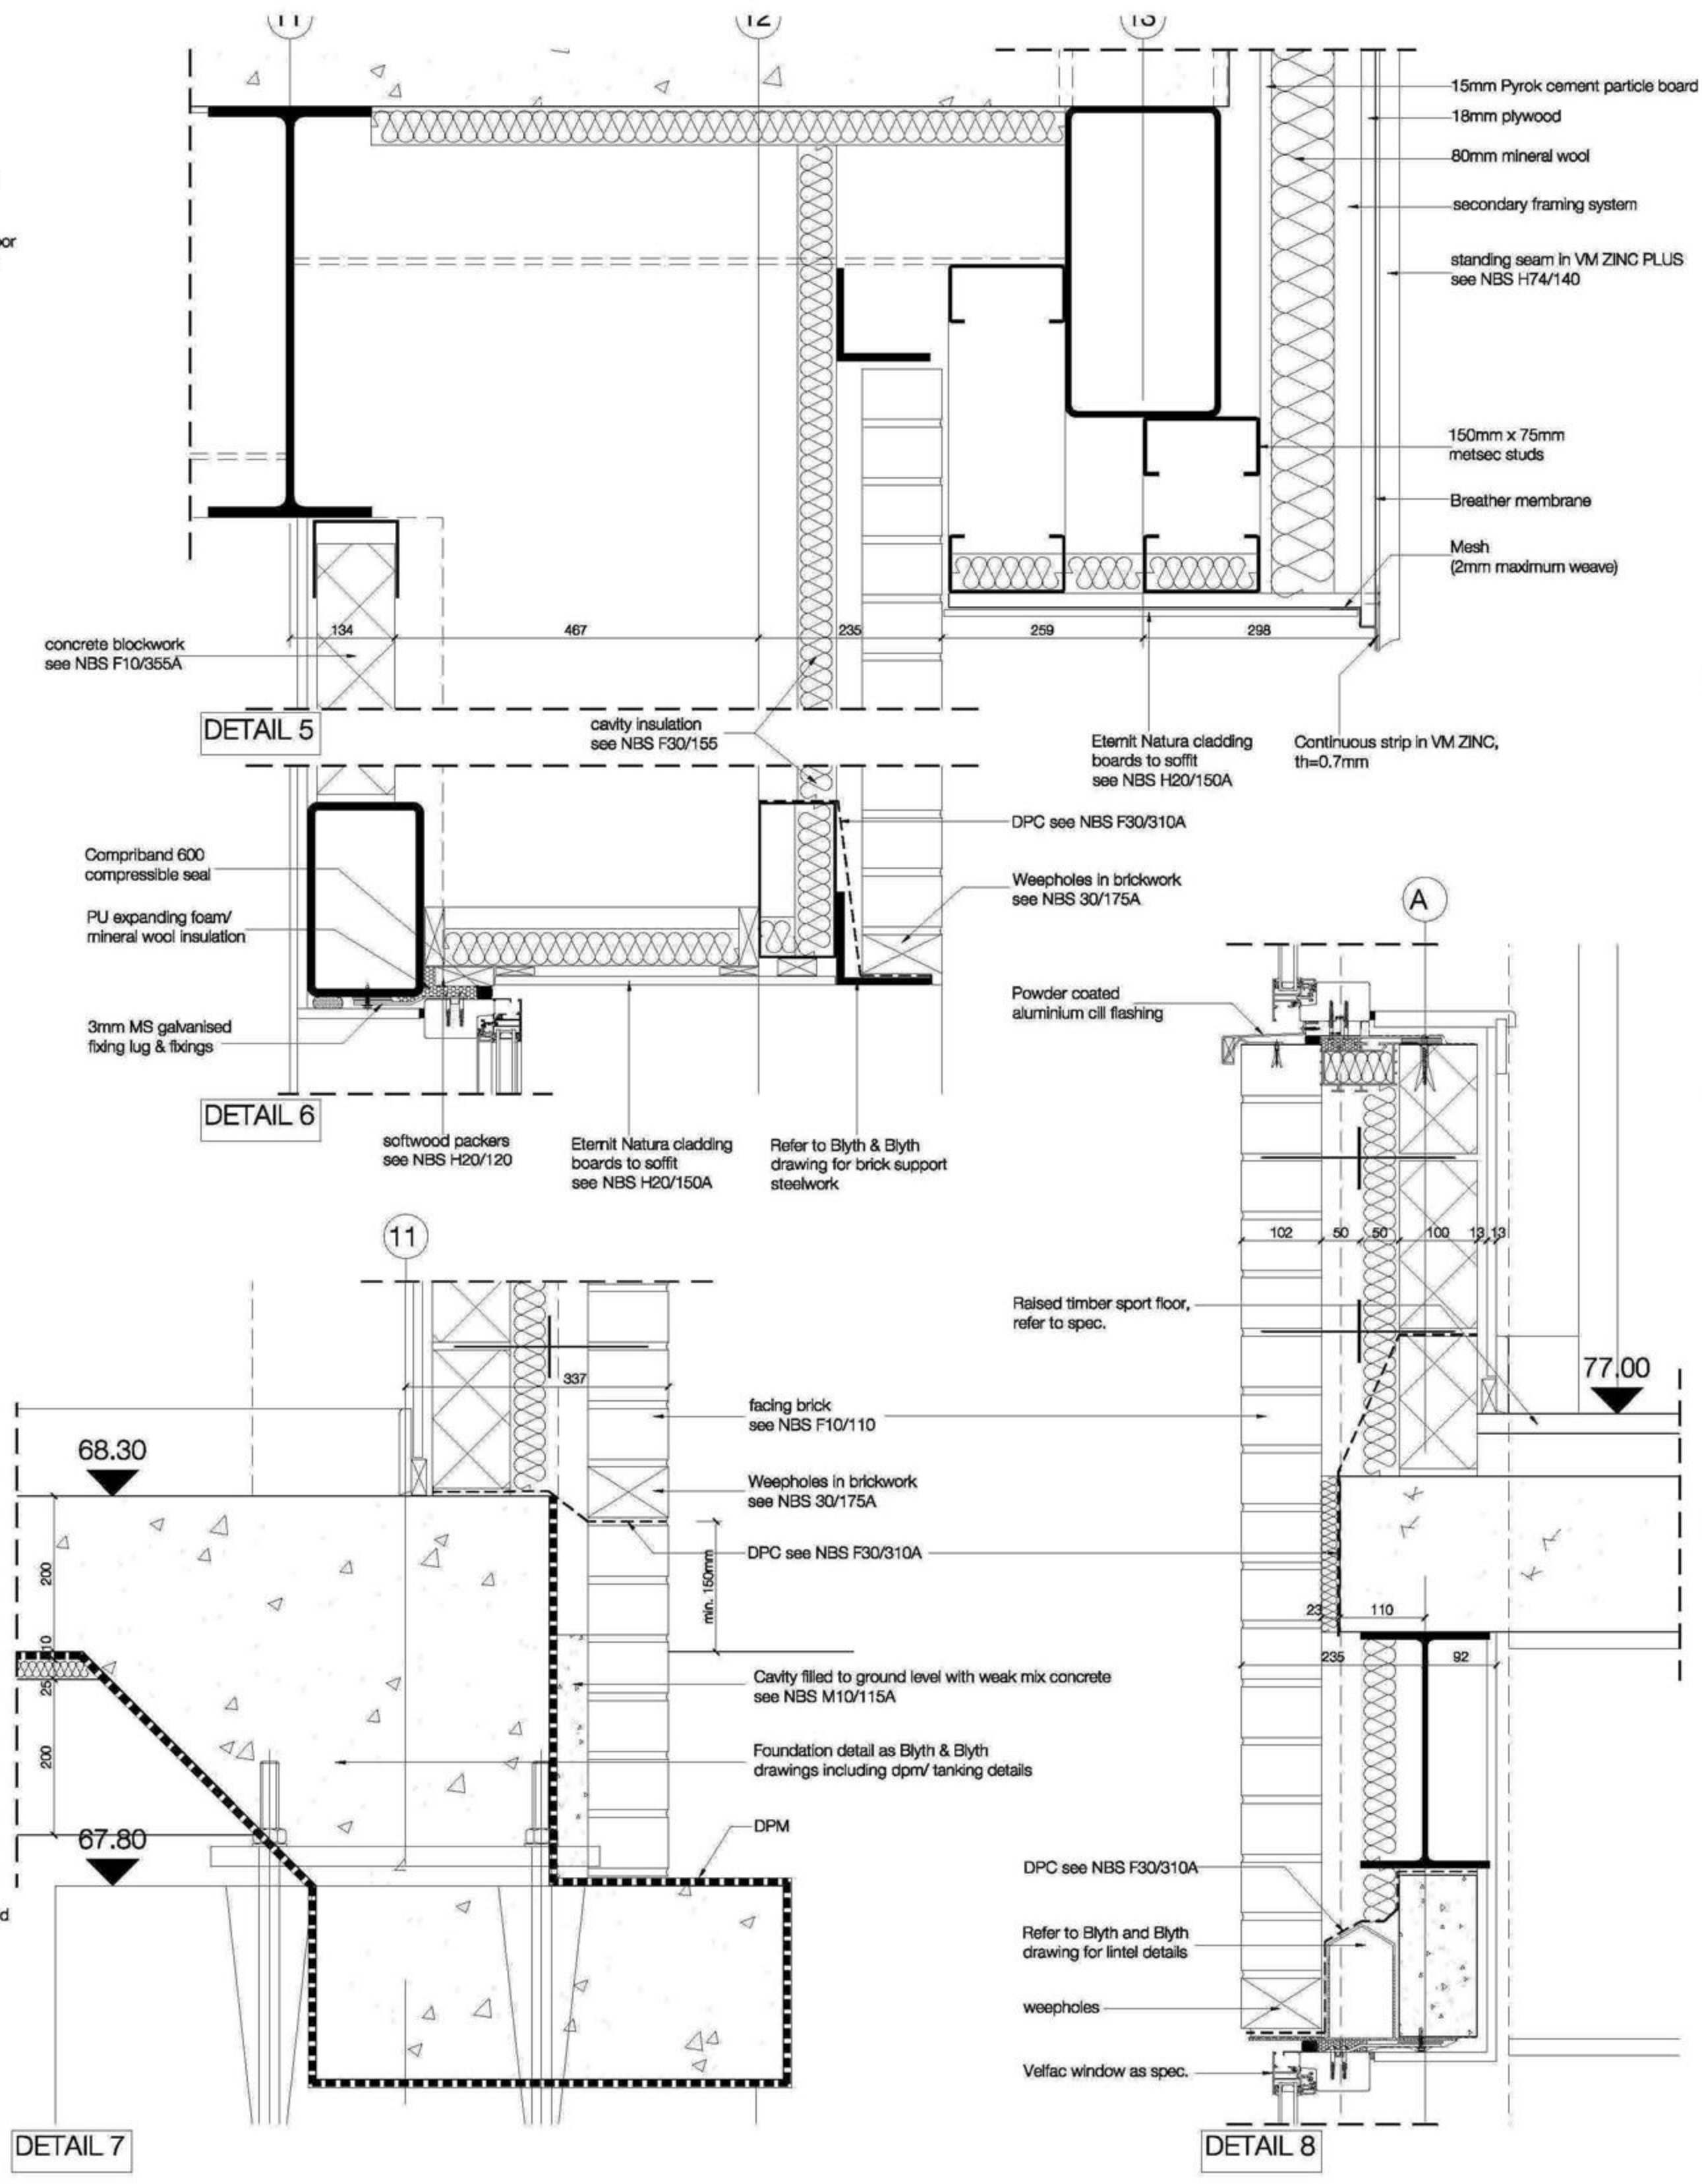 11
12
13
15mm Pyrok cement particle board
18mm plywood
80mm mineral wool
secondary framing system
standing seam in VM ZINC PLUS
see NBS H74/140
150mm x 75mm
metsec studs
Breather membrane
Mesh
(2mm maximum weave)
concrete blockwork
see NBS F10/355A
134
467
235
259
298
DETAIL 5
cavity insulation
see NBS F30/155
Eternit Natura cladding
boards to soffit
see NBS H20/150A
Continuous strip in VM ZINC,
th=0.7mm
Compriband 600
compressible seal
PU expanding foam/
mineral wool insulation
3mm MS galvanised
fixing lug & fixings
DPC see NBS F30/310A
Weepholes in brickwork
see NBS 30/175A
DETAIL 6
softwood packers
see NBS H20/120
Eternit Natura cladding
boards to soffit
see NBS H20/150A
Refer to Blyth & Blyth
drawing for brick support
steelwork
11
337
68.30
200
10
25
200
67.80
min. 150mm
facing brick
see NBS F10/110
Weepholes in brickwork
see NBS 30/175A
DPC see NBS F30/310A
Cavity filled to ground level with weak mix concrete
see NBS M10/115A
Foundation detail as Blyth & Blyth
drawings including dpm/ tanking details
DPM
DETAIL 7
A
Powder coated
aluminium cill flashing
102
50
50
100
13
13
Raised timber sport floor,
refer to spec.
77.00
23
110
235
92
DPC see NBS F30/310A
Refer to Blyth and Blyth
drawing for lintel details
weepholes
Velfac window as spec.
DETAIL 8